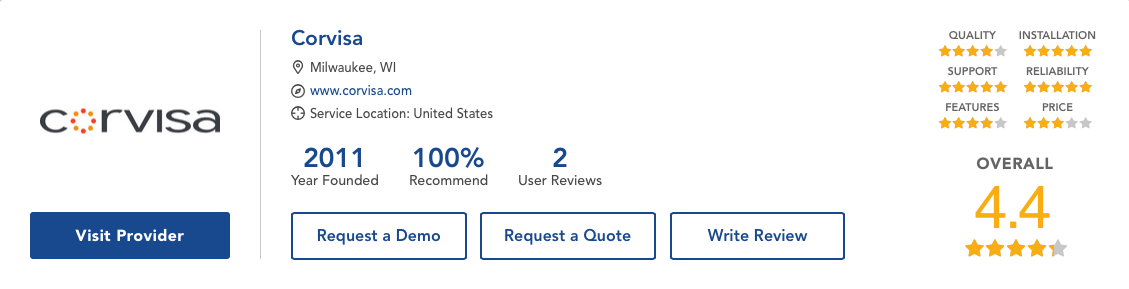 corvisa
Visit Provider
Corvisa
Milwaukee, WI
www.corvisa.com
Service Location: United States
2011 100% 2
Year Founded Recommend User Reviews
Request a Demo Request a Quote Write Review
QUALITY INSTALLATION
SUPPORT RELIABILITY
FEATURES PRICE
OVERALL
4.4